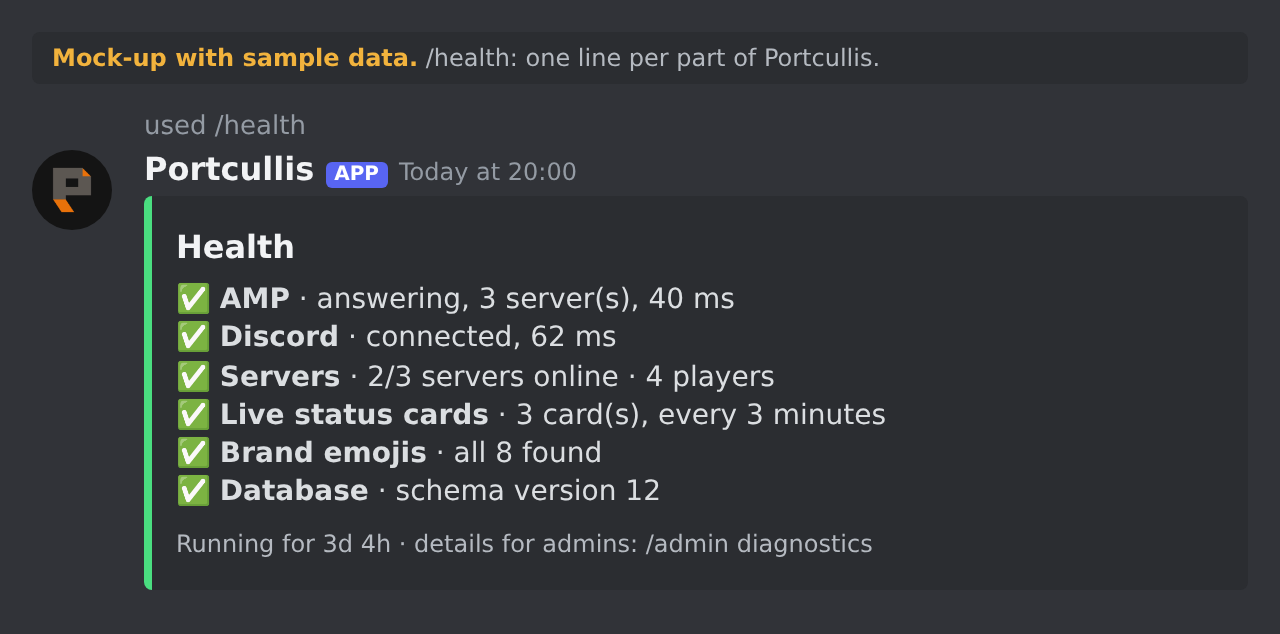 Mock-up with sample data. /health: one line per part of Portcullis.
used /health
Portcullis APP Today at 20:00
Health
✅ AMP · answering, 3 server(s), 40 ms
✅ Discord · connected, 62 ms
✅ Servers · 2/3 servers online · 4 players
✅ Live status cards · 3 card(s), every 3 minutes
✅ Brand emojis · all 8 found
✅ Database · schema version 12
Running for 3d 4h · details for admins: /admin diagnostics